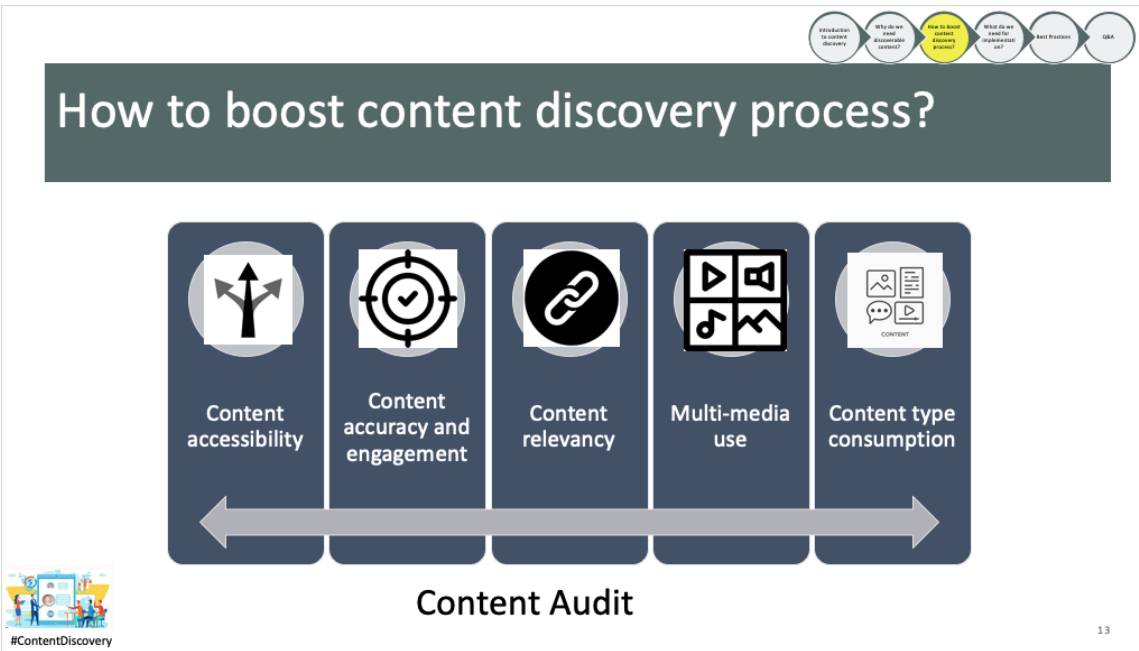 Introduction
to content
discovery
Why do we
need
discoverable
content?
How to boost
content
discovery
process?
What do we
need for
implementati
on?
Best Practices
Q&A
How to boost content discovery process?
Content
accessibility
Content
accuracy and
engagement
Content
relevancy
Multi-media
use
CONTENT
Content type
consumption
Content Audit
#ContentDiscovery
13